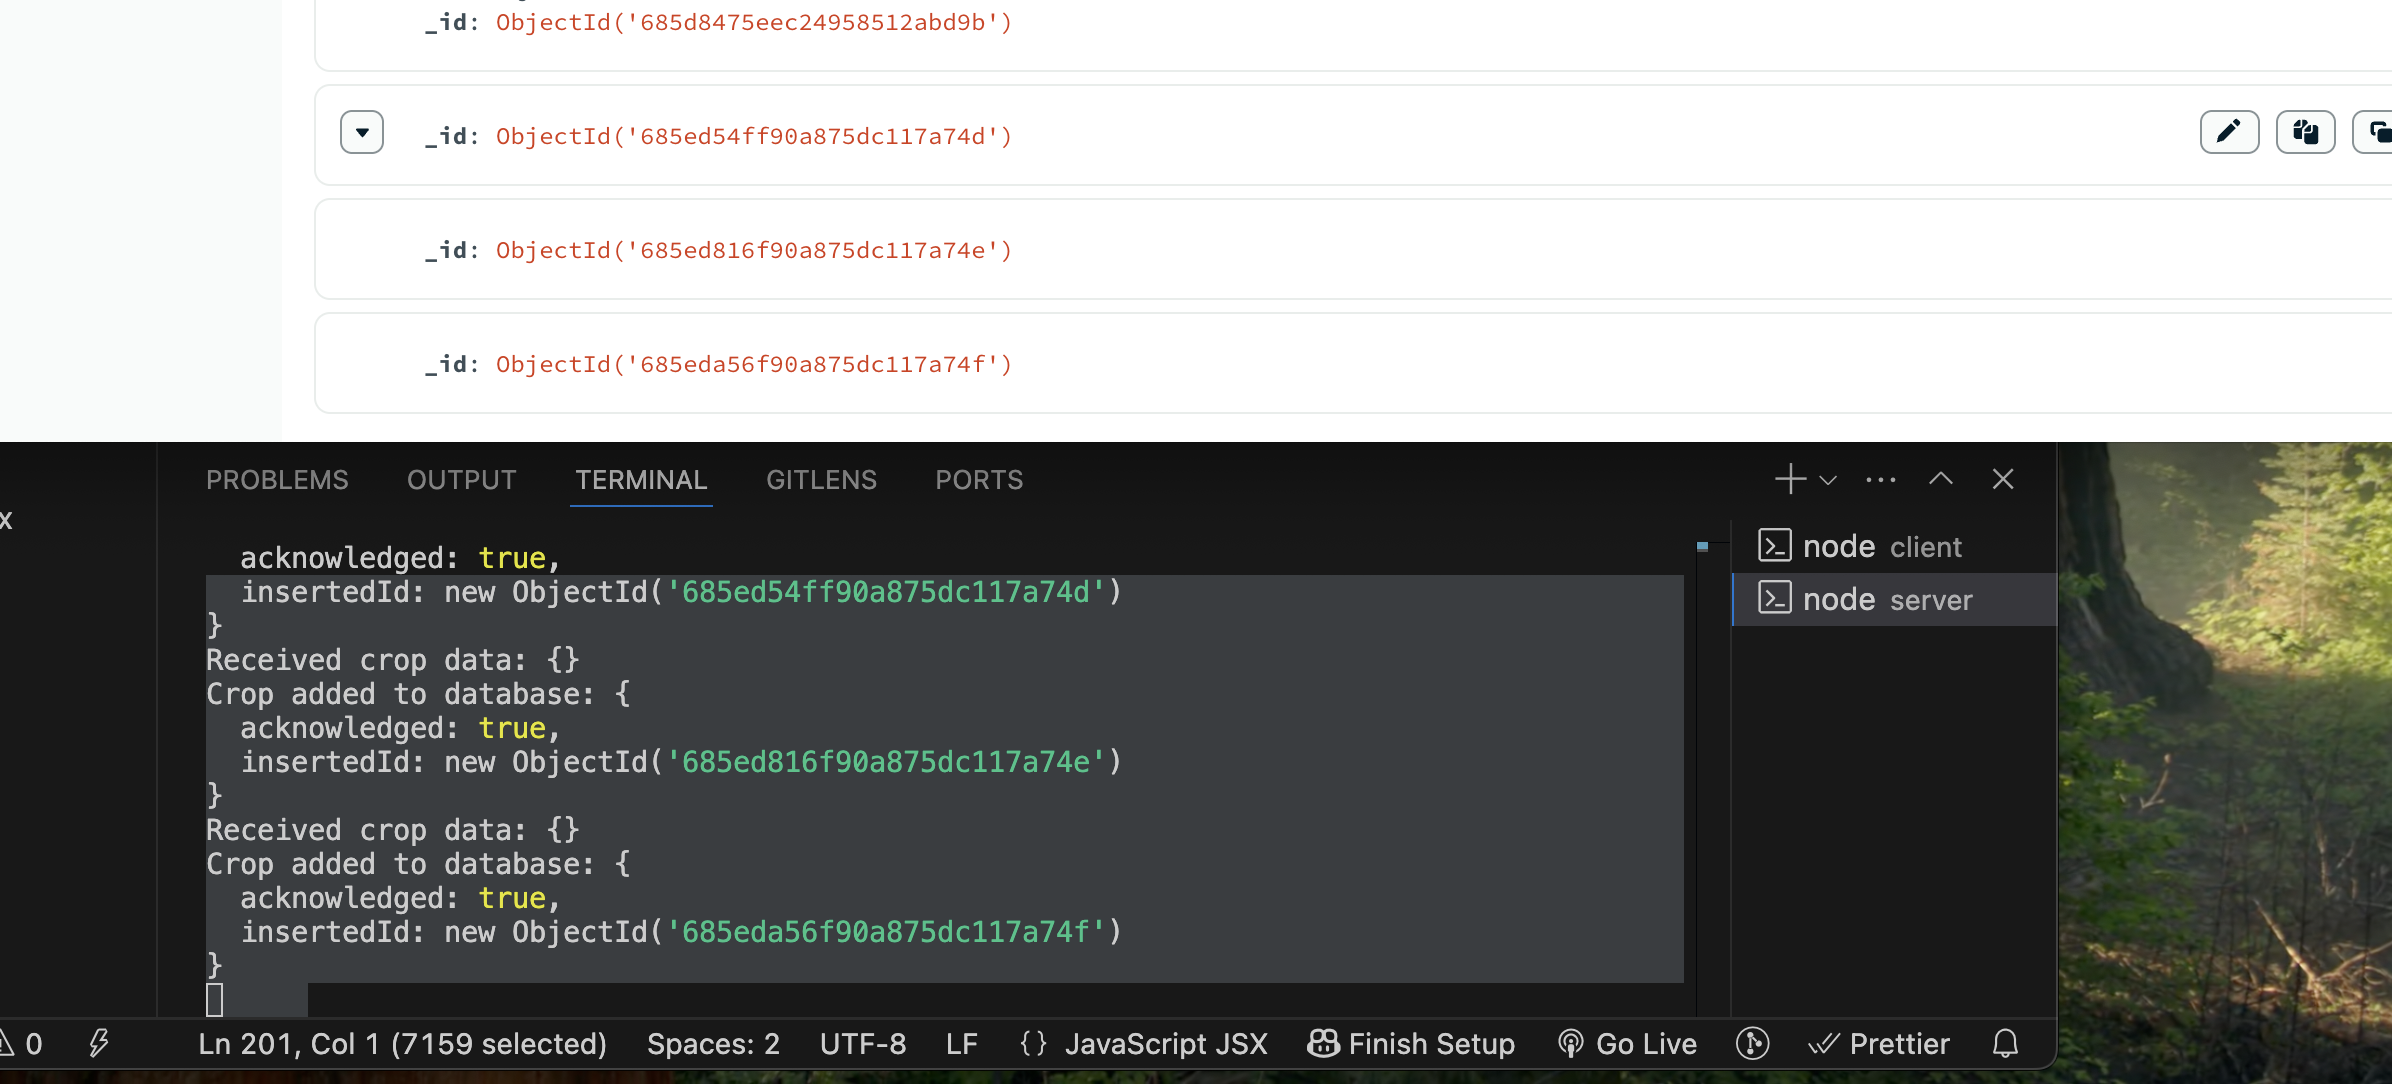 _id: ObjectId('685d8475eec24958512abd9b')
_id: ObjectId('685ed54ff90a875dc117a74d')
_id: ObjectId('685ed816f90a875dc117a74e')
_id: ObjectId('685eda56f90a875dc117a74f')
PROBLEMS OUTPUT TERMINAL GITLENS PORTS
x
acknowledged: true,
insertedId: new ObjectId('685ed54ff90a875dc117a74d')
}
Received crop data: {}
Crop added to database: {
acknowledged: true,
insertedId: new ObjectId('685ed816f90a875dc117a74e')
}
Received crop data: {}
Crop added to database: {
acknowledged: true,
insertedId: new ObjectId('685eda56f90a875dc117a74f')
}
node client
node server
0 Ln 201, Col 1 (7159 selected) Spaces: 2 UTF-8 LF {} JavaScript JSX Finish Setup Go Live Prettier